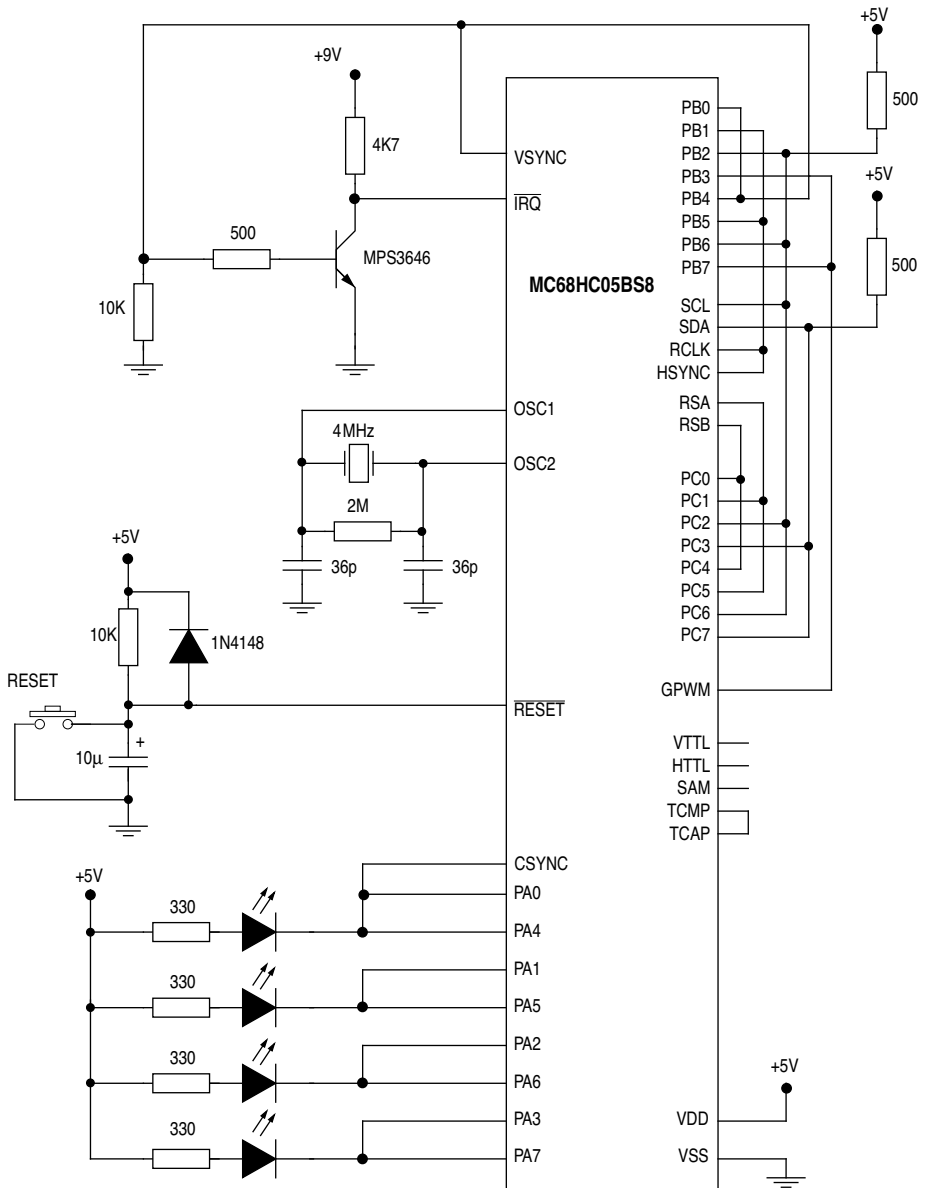 +5V
+9V
500
4K7
PB0
PB1
VSYNC
PB2
+5V
PB3
IRQ
PB4
PB5
500
MPS3646
PB6
500
PB7
MC68HC05BS8
10K
SCL
SDA
RCLK
HSYNC
OSC1
RSA
RSB
4MHz
OSC2
PC0
2M
PC1
PC2
+5V
PC3
36p
36p
PC4
PC5
PC6
10K
1N4148
PC7
RESET
GPWM
RESET
+
10µ
VTTL
HTTL
SAM
TCMP
TCAP
CSYNC
+5V
PA0
330
PA4
PA1
330
PA5
PA2
330
PA6
+5V
PA3
VDD
330
PA7
VSS